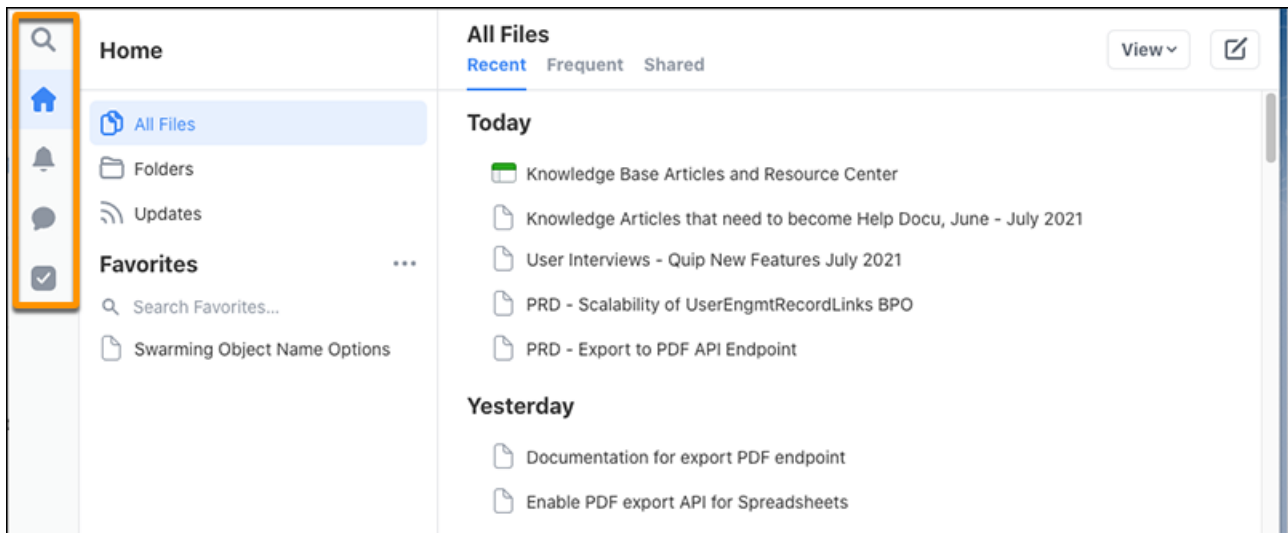 Home
All Files
Folders
Updates
Favorites
Search Favorites...
Swarming Object Name Options
All Files
Recent Frequent Shared
View
Today
Knowledge Base Articles and Resource Center
Knowledge Articles that need to become Help Docu, June - July 2021
User Interviews - Quip New Features July 2021
PRD - Scalability of UserEngmtRecordLinks BPO
PRD - Export to PDF API Endpoint
Yesterday
Documentation for export PDF endpoint
Enable PDF export API for Spreadsheets